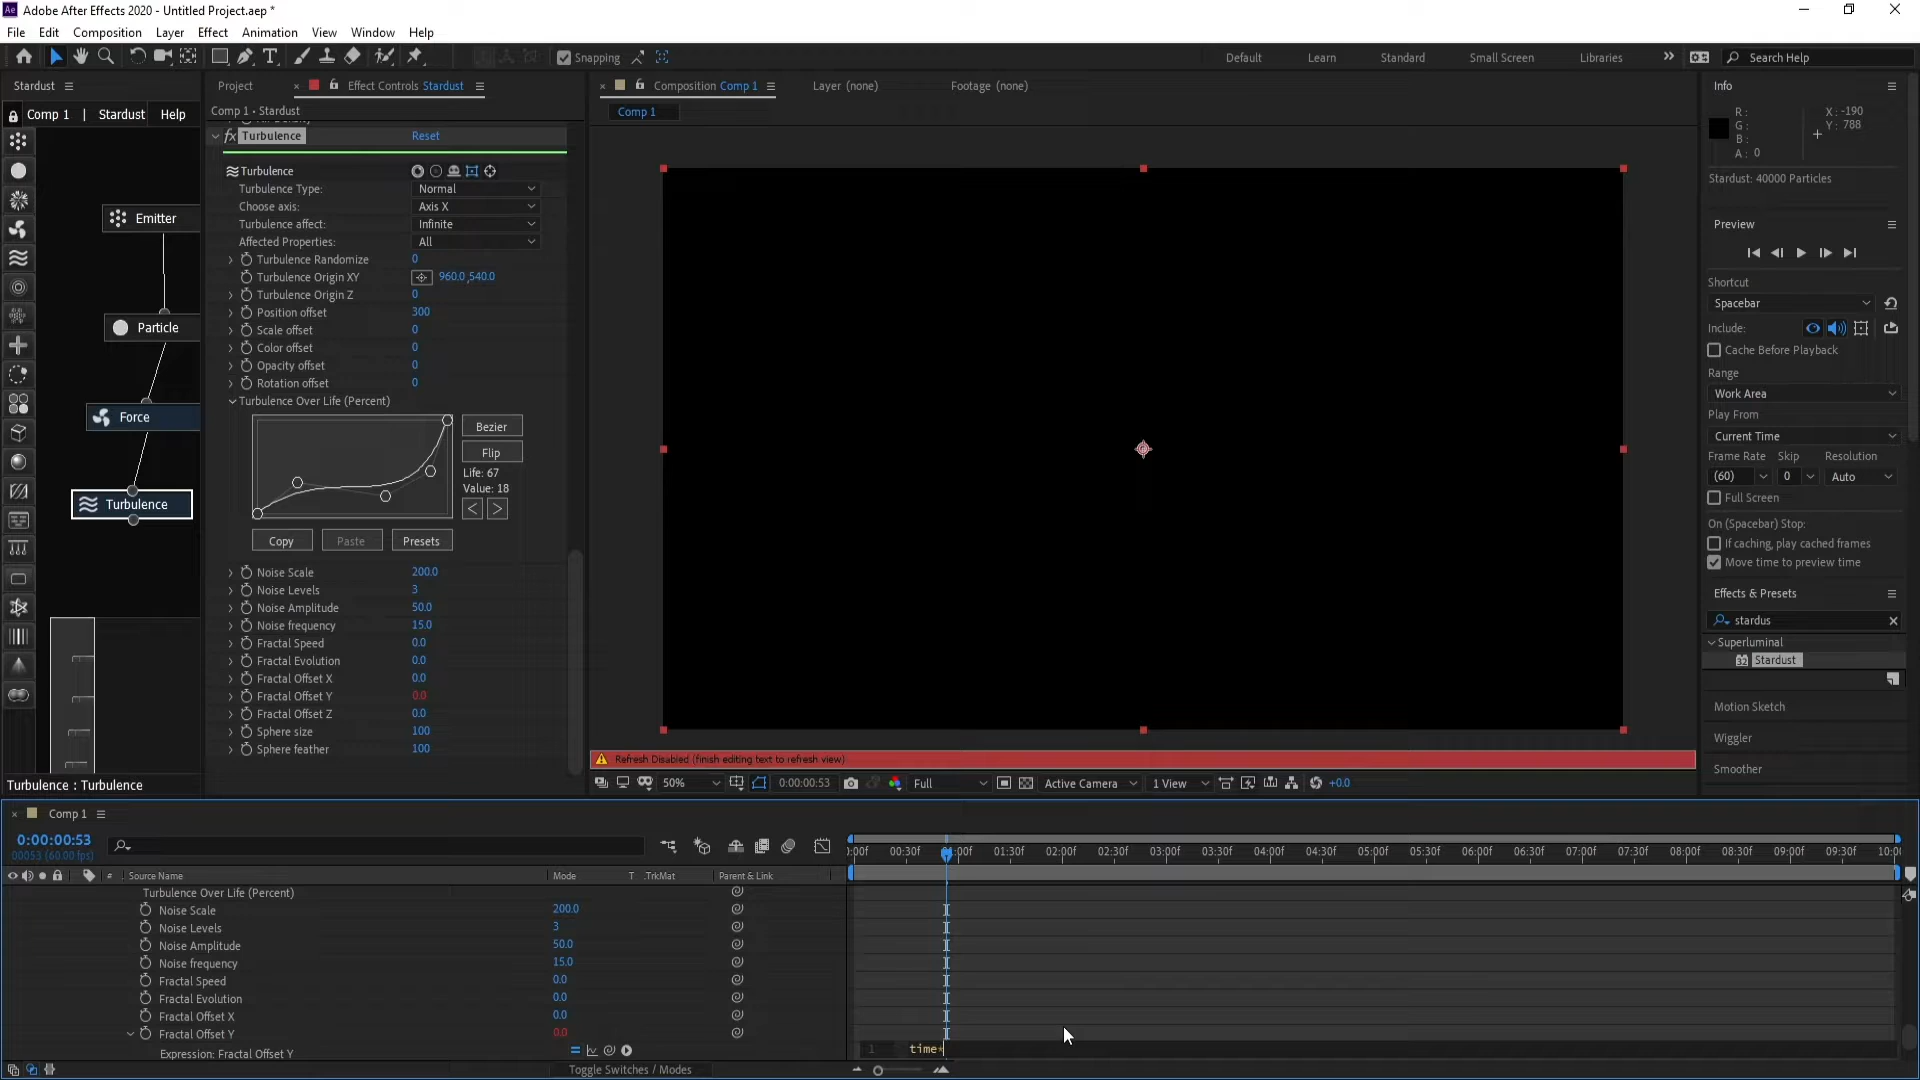 Adobe After Effects 2020 - Untitled Project.aep *
File Edit Composition Layer Effect Animation View Window Help
Snapping
Default Learn Standard Small Screen Libraries
Search Help
Stardust
Project
Effect Controls Stardust
Composition Comp 1
Layer (none)
Footage (none)
Comp 1 | Stardust Help
Comp 1 • Stardust
Comp 1
Turbulence Reset
Turbulence
Turbulence Type: Normal
Choose axis: Axis X
Turbulence affect: Infinite
Affected Properties: All
Turbulence Randomize 0
Turbulence Origin XY 960.0,540.0
Turbulence Origin Z 0
Position offset 300
Scale offset 0
Color offset 0
Opacity offset 0
Rotation offset 0
Turbulence Over Life (Percent)
Bezier
Flip
Life: 67
Value: 18
< >
Copy Paste Presets
Noise Scale 200.0
Noise Levels 3
Noise Amplitude 50.0
Noise frequency 15.0
Fractal Speed 0.0
Fractal Evolution 0.0
Fractal Offset X 0.0
Fractal Offset Y 0.0
Fractal Offset Z 0.0
Sphere size 100
Sphere feather 100
Emitter
Particle
Force
Turbulence
Turbulence : Turbulence
Refresh Disabled (finish editing text to refresh view)
50% 0:00:00:53 Full Active Camera 1 View +0.0
Info
R :
G :
B :
A : 0
X : -190
Y : 788
Stardust: 40000 Particles
Preview
Shortcut
Spacebar
Include:
Cache Before Playback
Range
Work Area
Play From
Current Time
Frame Rate Skip Resolution
(60) 0 Auto
Full Screen
On (Spacebar) Stop:
If caching, play cached frames
Move time to preview time
Effects & Presets
stardus
Superluminal
32 Stardust
Motion Sketch
Wiggler
Smoother
Comp 1
0:00:00:53
00053 (60.00 fps)
:00f 00:30f 01:00f 01:30f 02:00f 02:30f 03:00f 03:30f 04:00f 04:30f 05:00f 05:30f 06:00f 06:30f 07:00f 07:30f 08:00f 08:30f 09:00f 09:30f 10:0
# Source Name Mode T .TrkMat Parent & Link
Turbulence Over Life (Percent)
Noise Scale 200.0
Noise Levels 3
Noise Amplitude 50.0
Noise frequency 15.0
Fractal Speed 0.0
Fractal Evolution 0.0
Fractal Offset X 0.0
Fractal Offset Y 0.0
Expression: Fractal Offset Y
1 time*
Toggle Switches / Modes